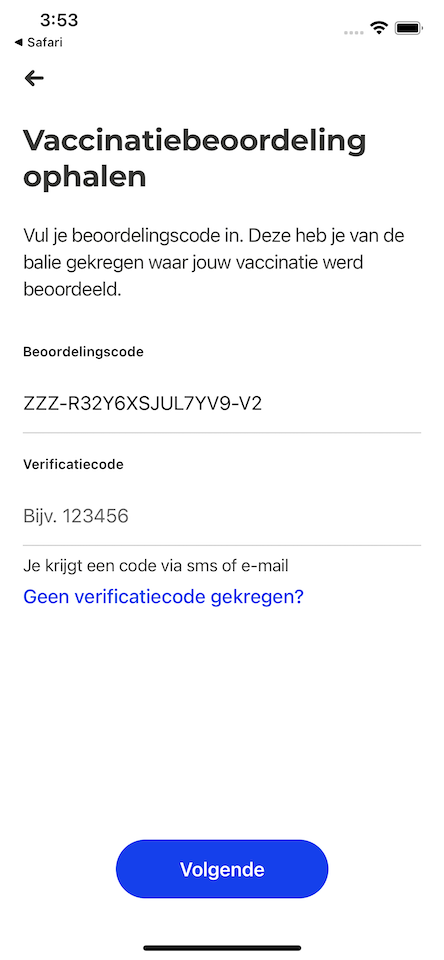 3:53
◀ Safari
Vaccinatiebeoordeling
ophalen
Vul je beoordelingscode in. Deze heb je van de
balie gekregen waar jouw vaccinatie werd
beoordeeld.
Beoordelingscode
ZZZ-R32Y6XSJUL7YV9-V2
Verificatiecode
Bijv. 123456
Je krijgt een code via sms of e-mail
Geen verificatiecode gekregen?
Volgende